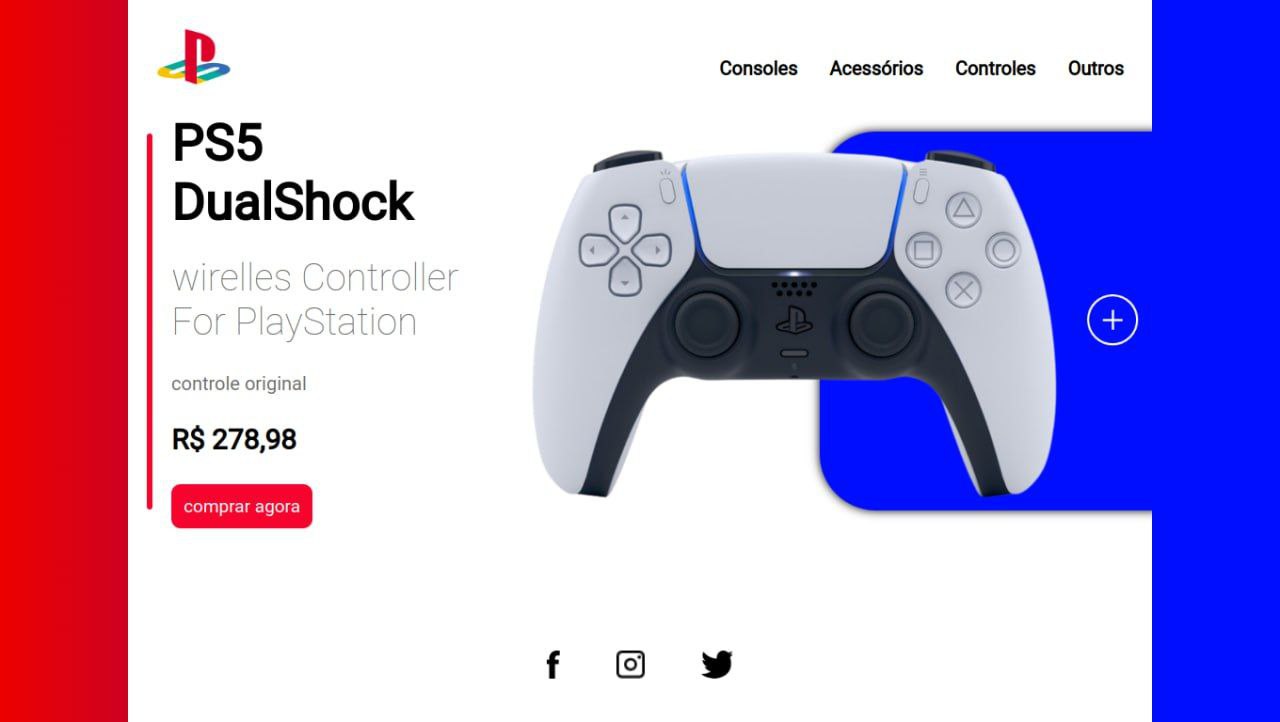 Consoles Acessórios Controles Outros
PS5
DualShock
wirelles Controller
For PlayStation
controle original
R$ 278,98
comprar agora